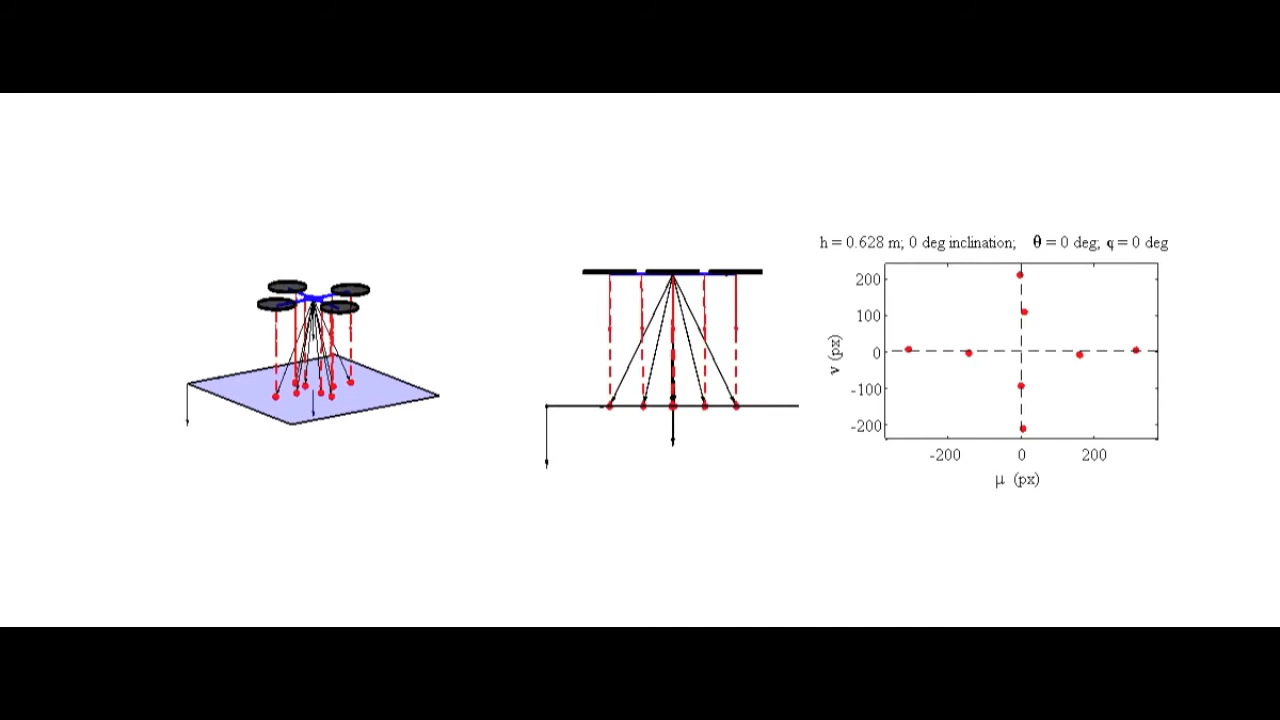 h = 0.628 m; 0 deg inclination; θ = 0 deg; q = 0 deg
200
100
0
-100
-200
ν (px)
-200 0 200
μ (px)